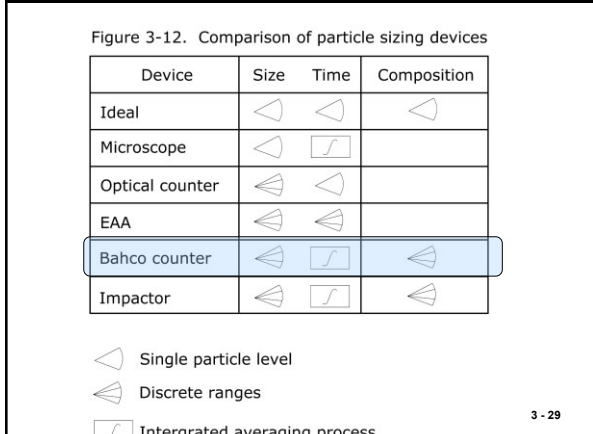 Figure 3-12. Comparison of particle sizing devices
Device Size Time Composition
Ideal
Microscope
Optical counter
EAA
Bahco counter
Impactor
Single particle level
Discrete ranges
Intergrated averaging process
3 - 29